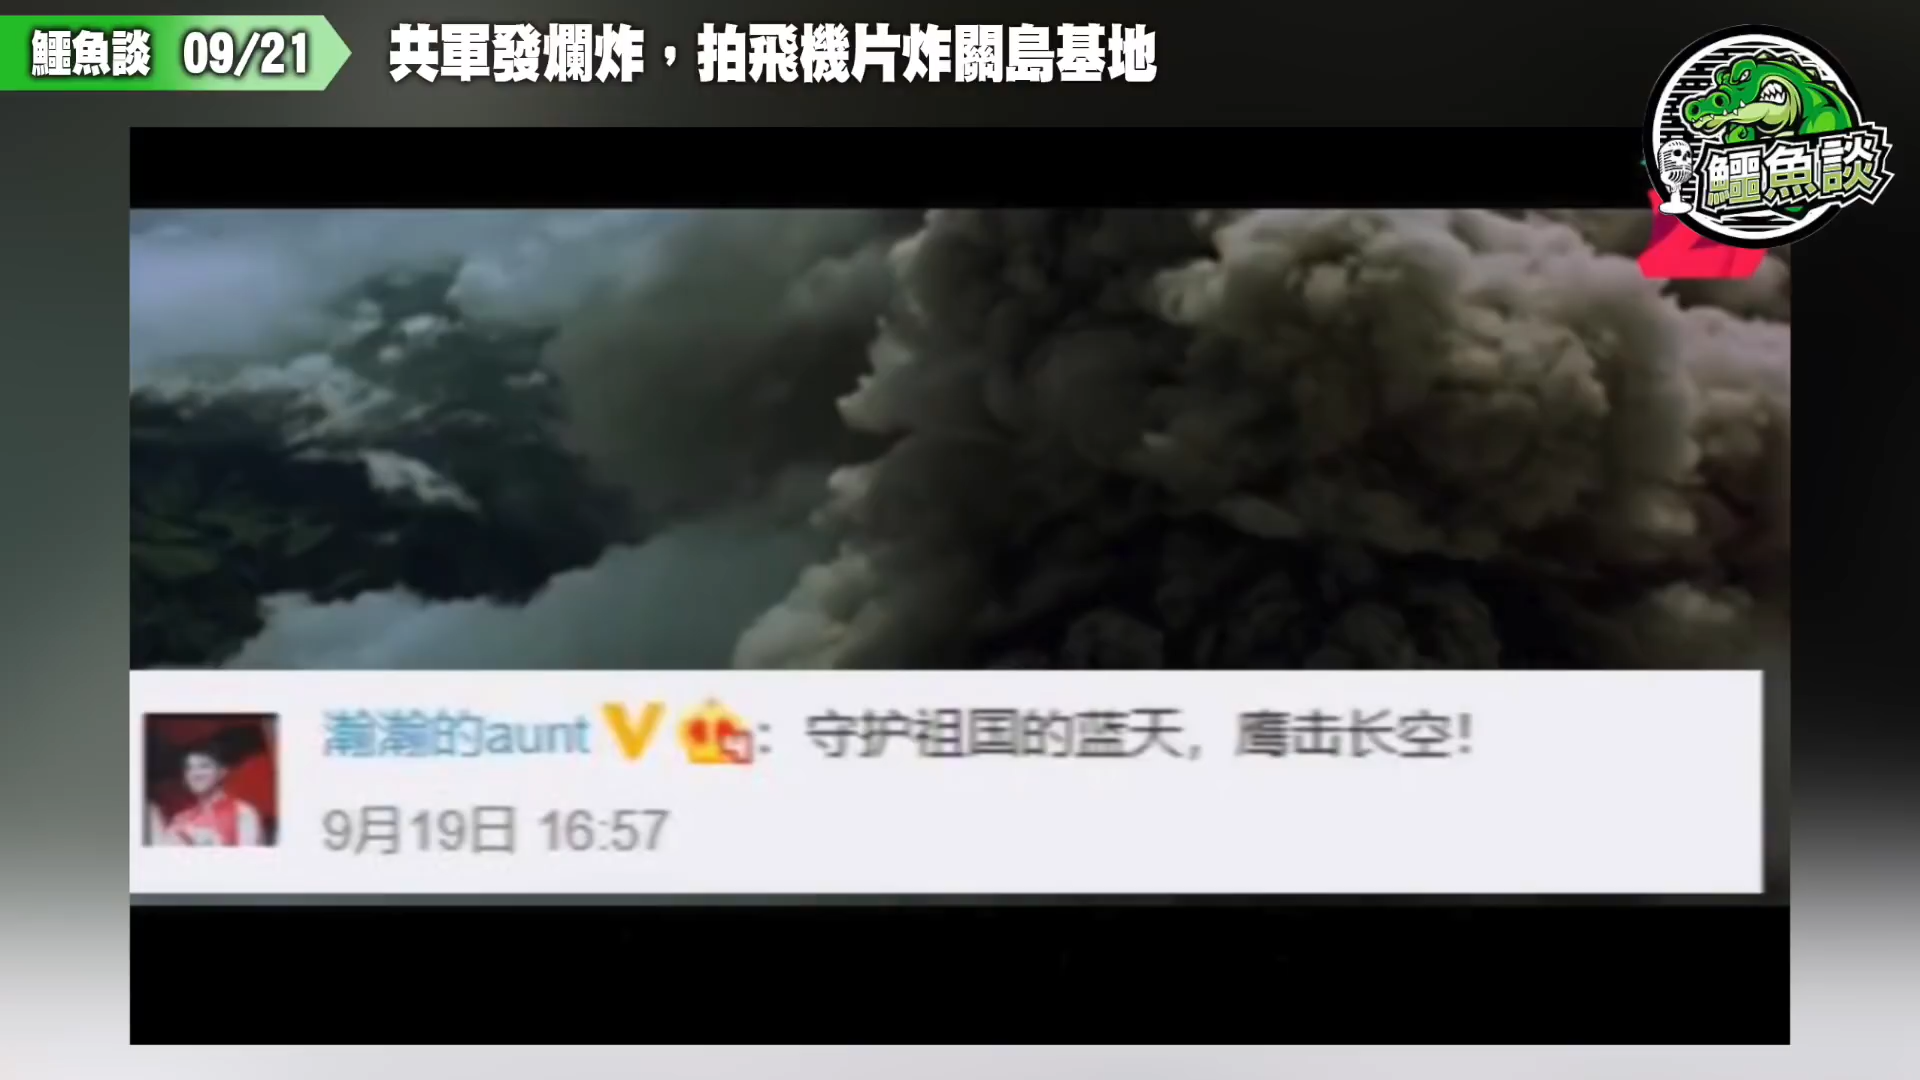 鱷魚談 09/21 共軍發爛炸，拍飛機片炸關島基地
鱷魚談
瀚瀚的aunt V : 守护祖国的蓝天，鹰击长空！
9月19日 16:57